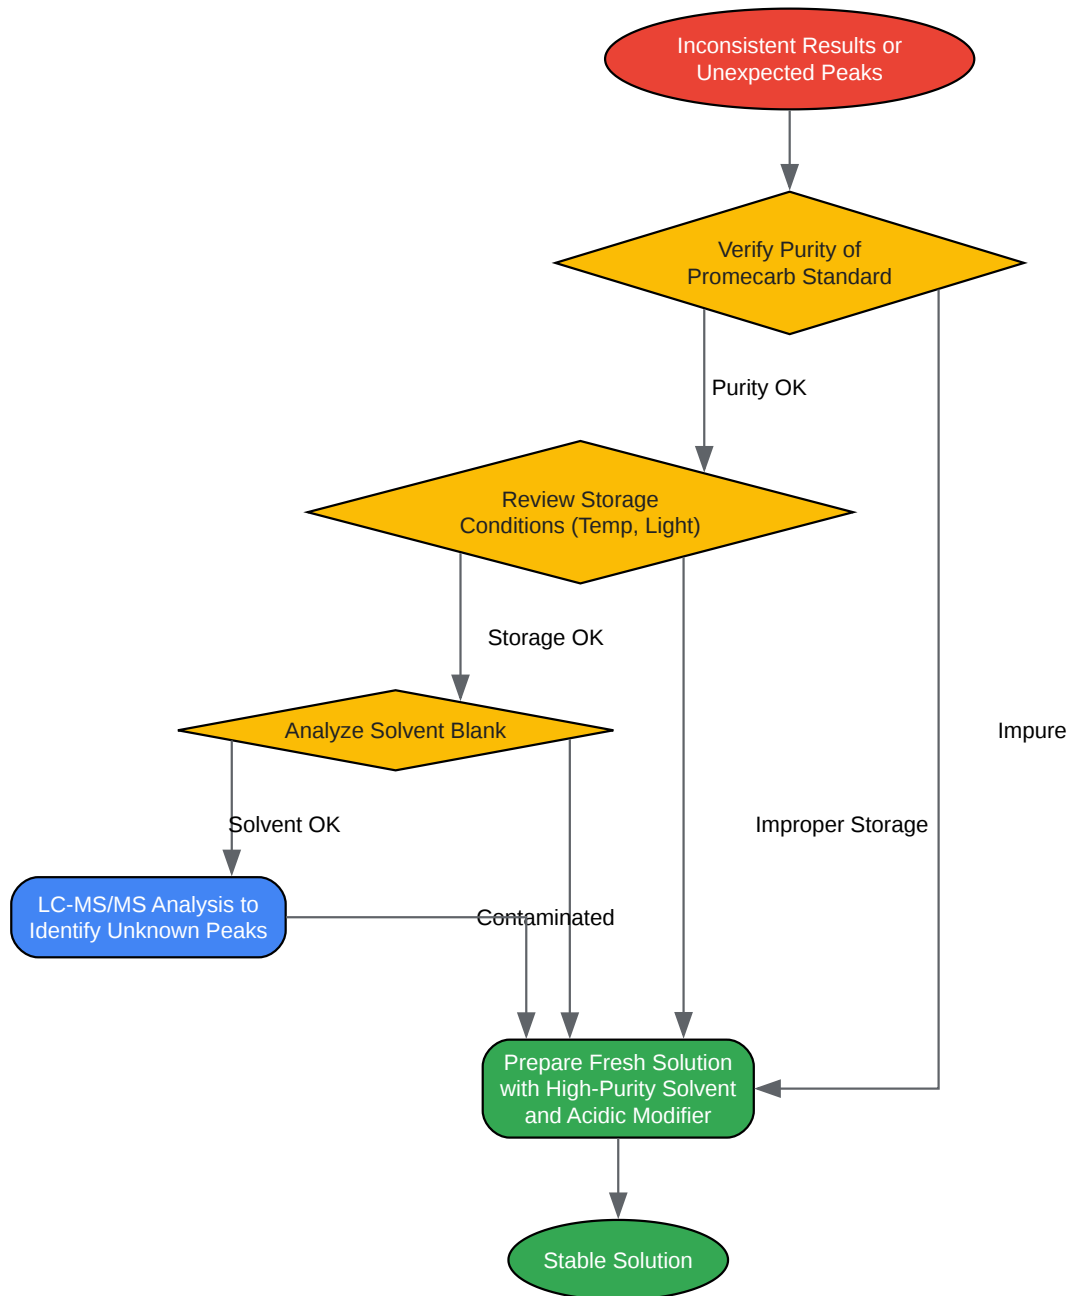 Inconsistent Results or
Unexpected Peaks
Verify Purity of
Promecarb Standard
Purity OK
Review Storage
Conditions (Temp, Light)
Storage OK
Analyze Solvent Blank
Impure
Solvent OK
Improper Storage
LC-MS/MS Analysis to
Identify Unknown Peaks
Contaminated
Prepare Fresh Solution
with High-Purity Solvent
and Acidic Modifier
Stable Solution